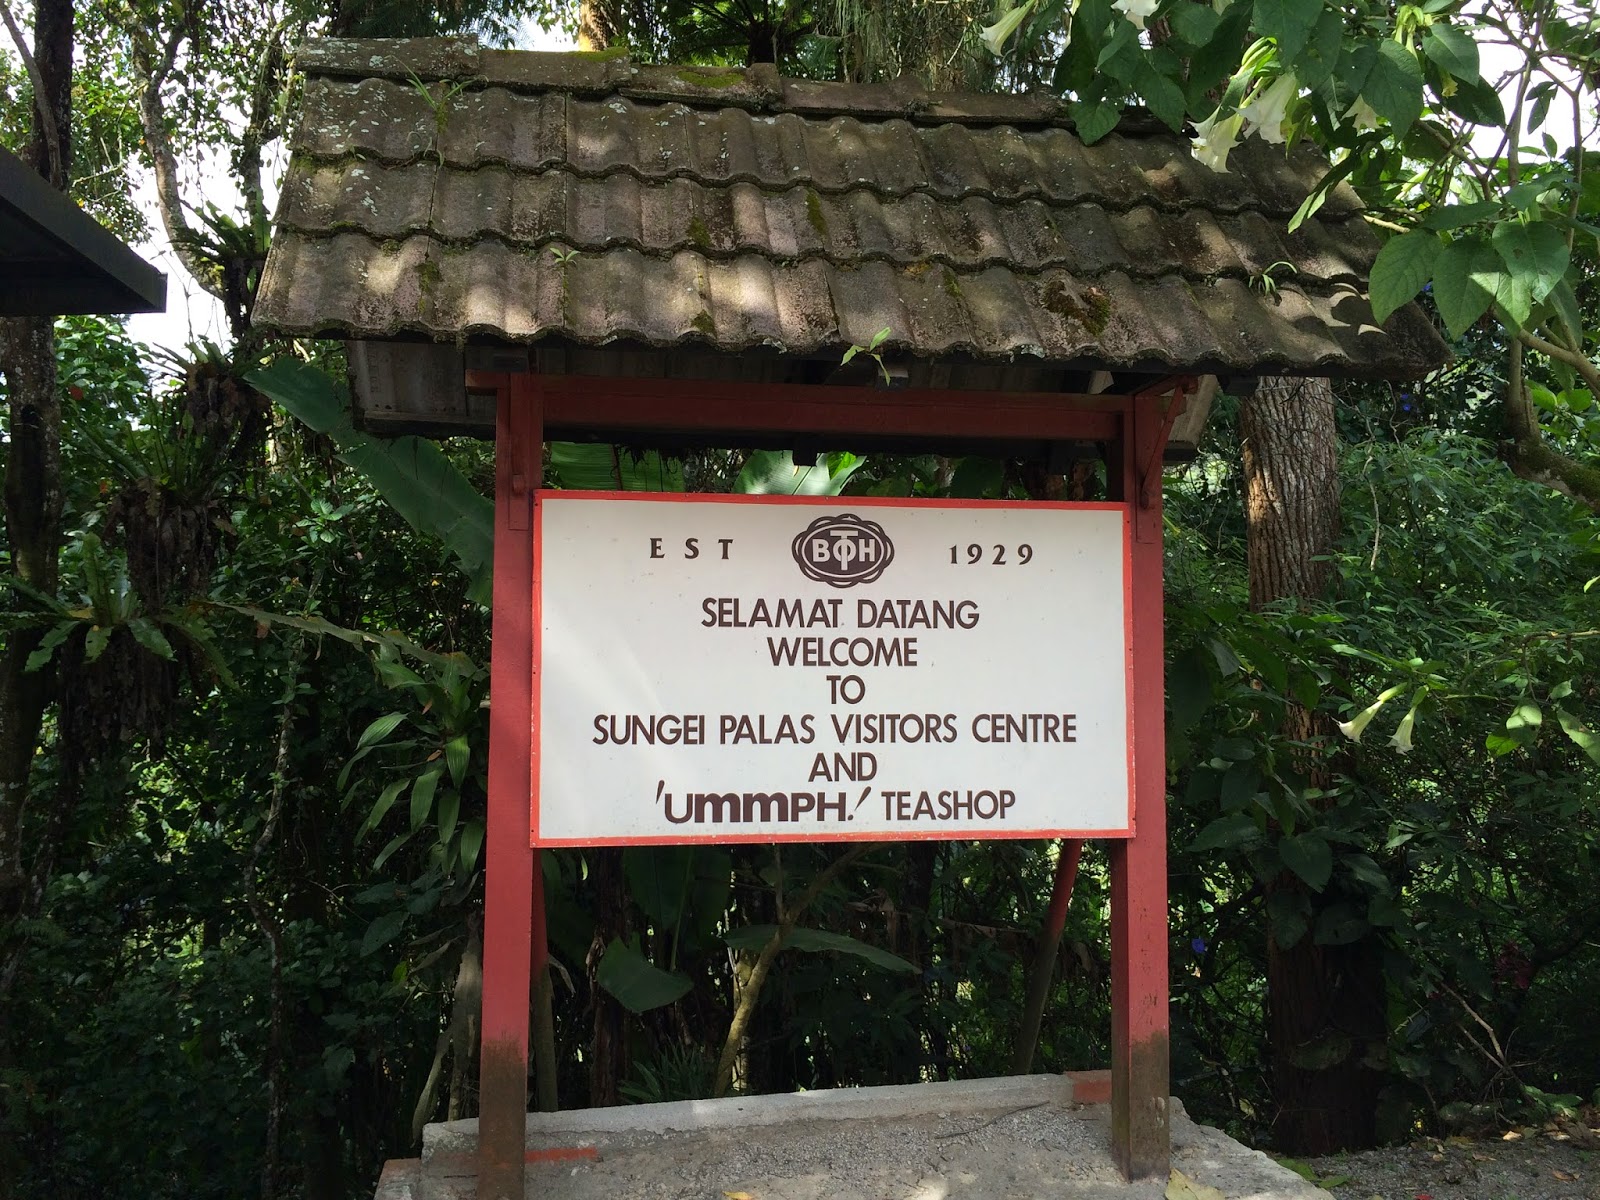 EST BOH 1929
SELAMAT DATANG
WELCOME
TO
SUNGEI PALAS VISITORS CENTRE
AND
'UMMPH!' TEASHOP